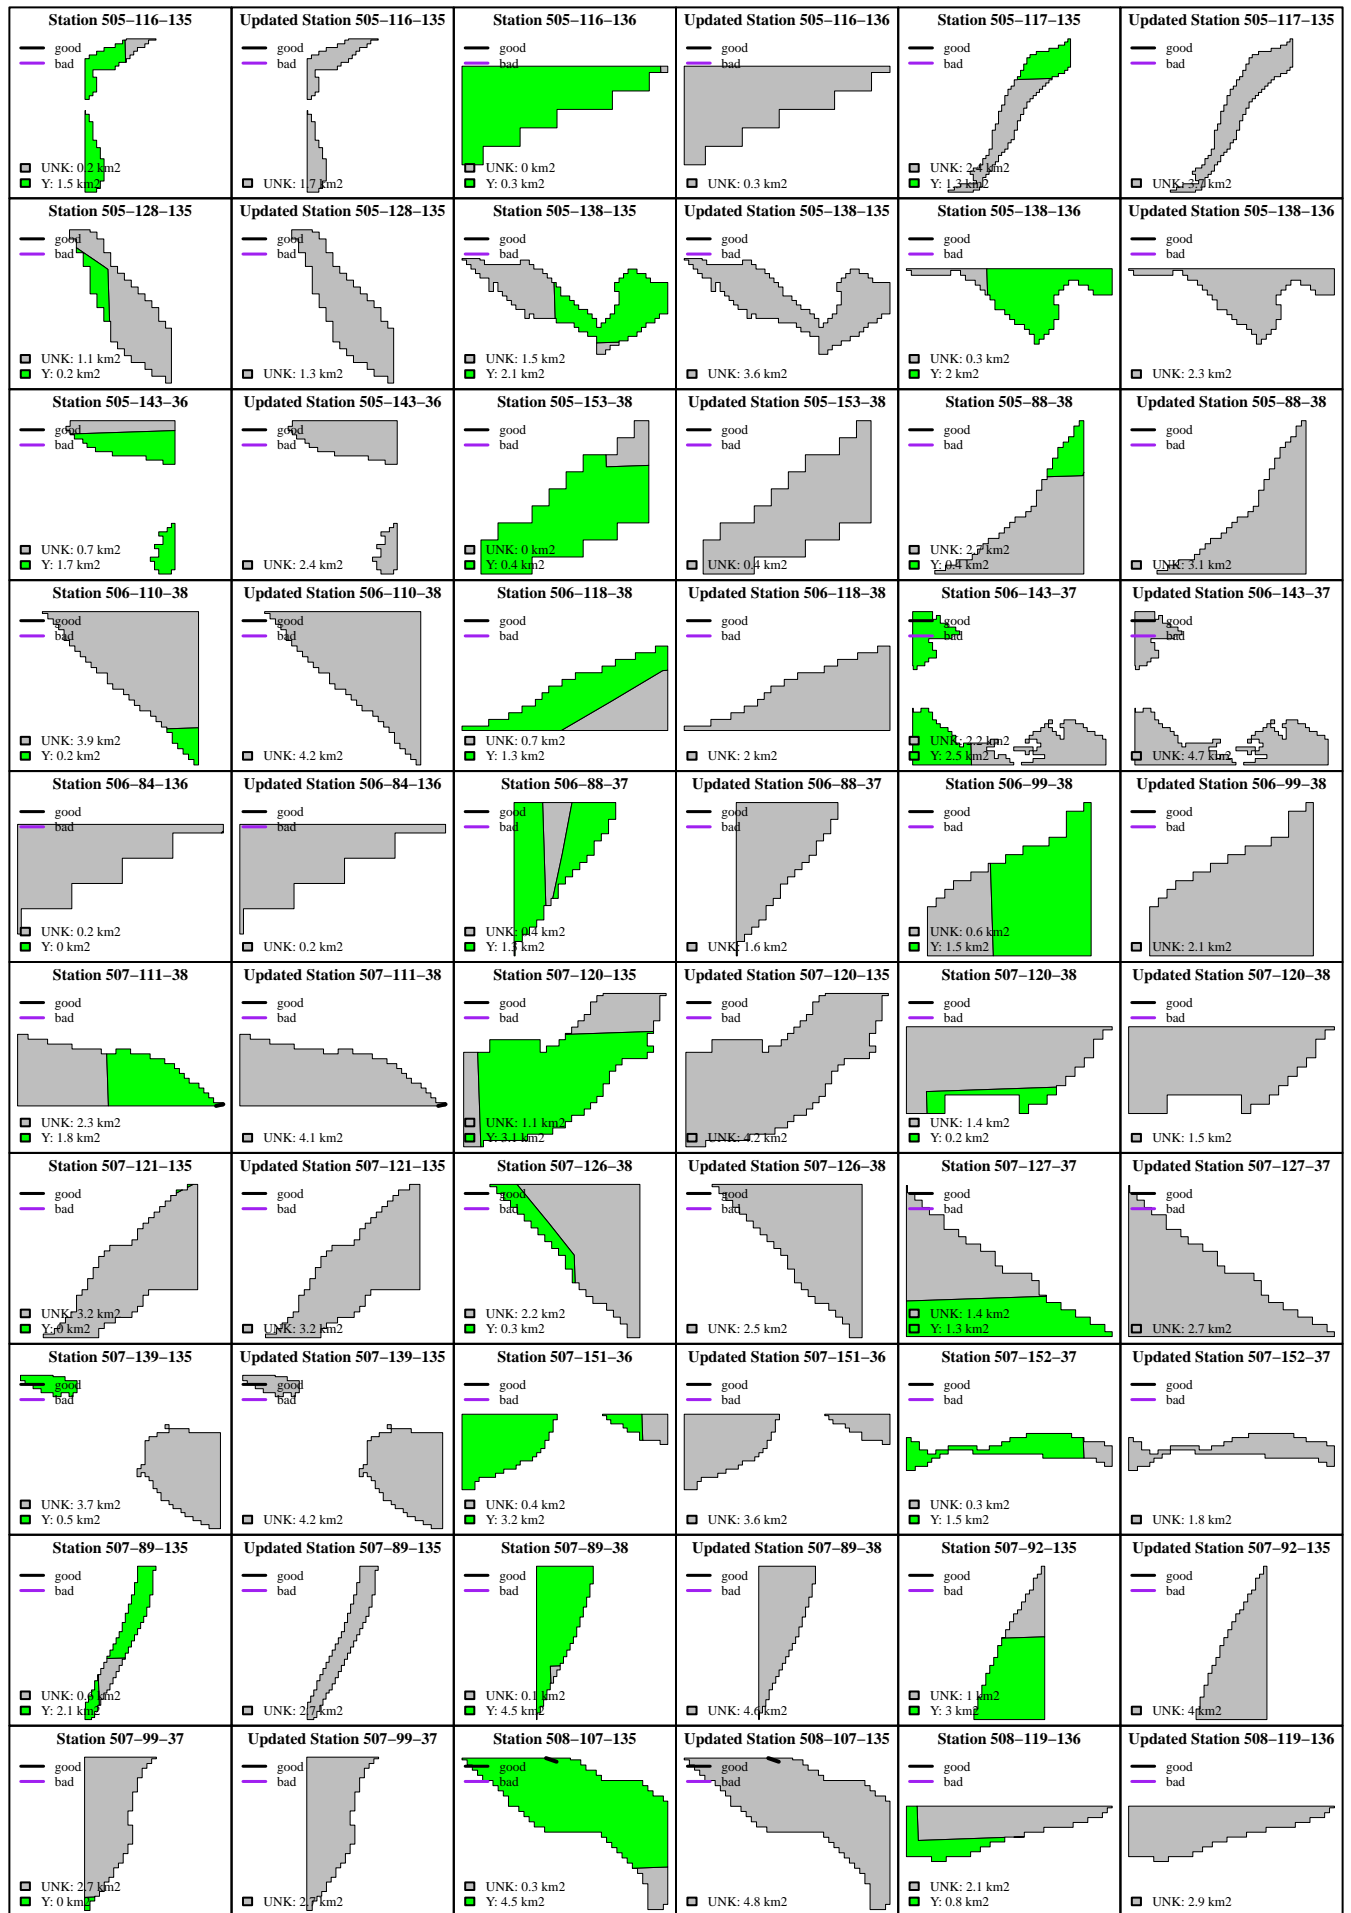 Station 505−116−135
good
bad
UNK: 0.2 km2
Y: 1.5 km2
Updated Station 505−116−135
good
bad
UNK: 1.7 km2
Station 505−116−136
good
bad
UNK: 0 km2
Y: 0.3 km2
Updated Station 505−116−136
good
bad
UNK: 0.3 km2
Station 505−117−135
good
bad
UNK: 2.4 km2
Y: 1.3 km2
Updated Station 505−117−135
good
bad
UNK: 3.7 km2
Station 505−128−135
good
bad
UNK: 1.1 km2
Y: 0.2 km2
Updated Station 505−128−135
good
bad
UNK: 1.3 km2
Station 505−138−135
good
bad
UNK: 1.5 km2
Y: 2.1 km2
Updated Station 505−138−135
good
bad
UNK: 3.6 km2
Station 505−138−136
good
bad
UNK: 0.3 km2
Y: 2 km2
Updated Station 505−138−136
good
bad
UNK: 2.3 km2
Station 505−143−36
good
bad
UNK: 0.7 km2
Y: 1.7 km2
Updated Station 505−143−36
good
bad
UNK: 2.4 km2
Station 505−153−38
good
bad
UNK: 0 km2
Y: 0.4 km2
Updated Station 505−153−38
good
bad
UNK: 0.4 km2
Station 505−88−38
good
bad
UNK: 2.7 km2
Y: 0.4 km2
Updated Station 505−88−38
good
bad
UNK: 3.1 km2
Station 506−110−38
good
bad
UNK: 3.9 km2
Y: 0.2 km2
Updated Station 506−110−38
good
bad
UNK: 4.2 km2
Station 506−118−38
good
bad
UNK: 0.7 km2
Y: 1.3 km2
Updated Station 506−118−38
good
bad
UNK: 2 km2
Station 506−143−37
good
bad
UNK: 2.2 km2
Y: 2.5 km2
Updated Station 506−143−37
good
bad
UNK: 4.7 km2
Station 506−84−136
good
bad
UNK: 0.2 km2
Y: 0 km2
Updated Station 506−84−136
good
bad
UNK: 0.2 km2
Station 506−88−37
good
bad
UNK: 0.4 km2
Y: 1.3 km2
Updated Station 506−88−37
good
bad
UNK: 1.6 km2
Station 506−99−38
good
bad
UNK: 0.6 km2
Y: 1.5 km2
Updated Station 506−99−38
good
bad
UNK: 2.1 km2
Station 507−111−38
good
bad
UNK: 2.3 km2
Y: 1.8 km2
Updated Station 507−111−38
good
bad
UNK: 4.1 km2
Station 507−120−135
good
bad
UNK: 1.1 km2
Y: 3.1 km2
Updated Station 507−120−135
good
bad
UNK: 4.2 km2
Station 507−120−38
good
bad
UNK: 1.4 km2
Y: 0.2 km2
Updated Station 507−120−38
good
bad
UNK: 1.5 km2
Station 507−121−135
good
bad
UNK: 3.2 km2
Y: 0 km2
Updated Station 507−121−135
good
bad
UNK: 3.2 km2
Station 507−126−38
good
bad
UNK: 2.2 km2
Y: 0.3 km2
Updated Station 507−126−38
good
bad
UNK: 2.5 km2
Station 507−127−37
good
bad
UNK: 1.4 km2
Y: 1.3 km2
Updated Station 507−127−37
good
bad
UNK: 2.7 km2
Station 507−139−135
good
bad
UNK: 3.7 km2
Y: 0.5 km2
Updated Station 507−139−135
good
bad
UNK: 4.2 km2
Station 507−151−36
good
bad
UNK: 0.4 km2
Y: 3.2 km2
Updated Station 507−151−36
good
bad
UNK: 3.6 km2
Station 507−152−37
good
bad
UNK: 0.3 km2
Y: 1.5 km2
Updated Station 507−152−37
good
bad
UNK: 1.8 km2
Station 507−89−135
good
bad
UNK: 0.6 km2
Y: 2.1 km2
Updated Station 507−89−135
good
bad
UNK: 2.7 km2
Station 507−89−38
good
bad
UNK: 0.1 km2
Y: 4.5 km2
Updated Station 507−89−38
good
bad
UNK: 4.6 km2
Station 507−92−135
good
bad
UNK: 1 km2
Y: 3 km2
Updated Station 507−92−135
good
bad
UNK: 4 km2
Station 507−99−37
good
bad
UNK: 2.7 km2
Y: 0 km2
Updated Station 507−99−37
good
bad
UNK: 2.7 km2
Station 508−107−135
good
bad
UNK: 0.3 km2
Y: 4.5 km2
Updated Station 508−107−135
good
bad
UNK: 4.8 km2
Station 508−119−136
good
bad
UNK: 2.1 km2
Y: 0.8 km2
Updated Station 508−119−136
good
bad
UNK: 2.9 km2